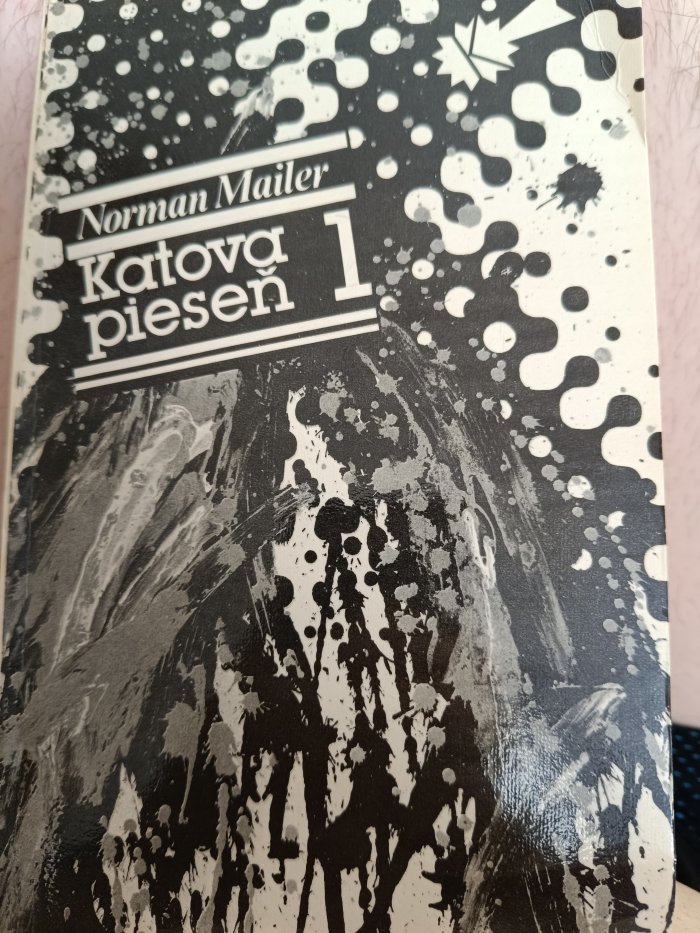 Norman Mailer
Katova
pieseň 1